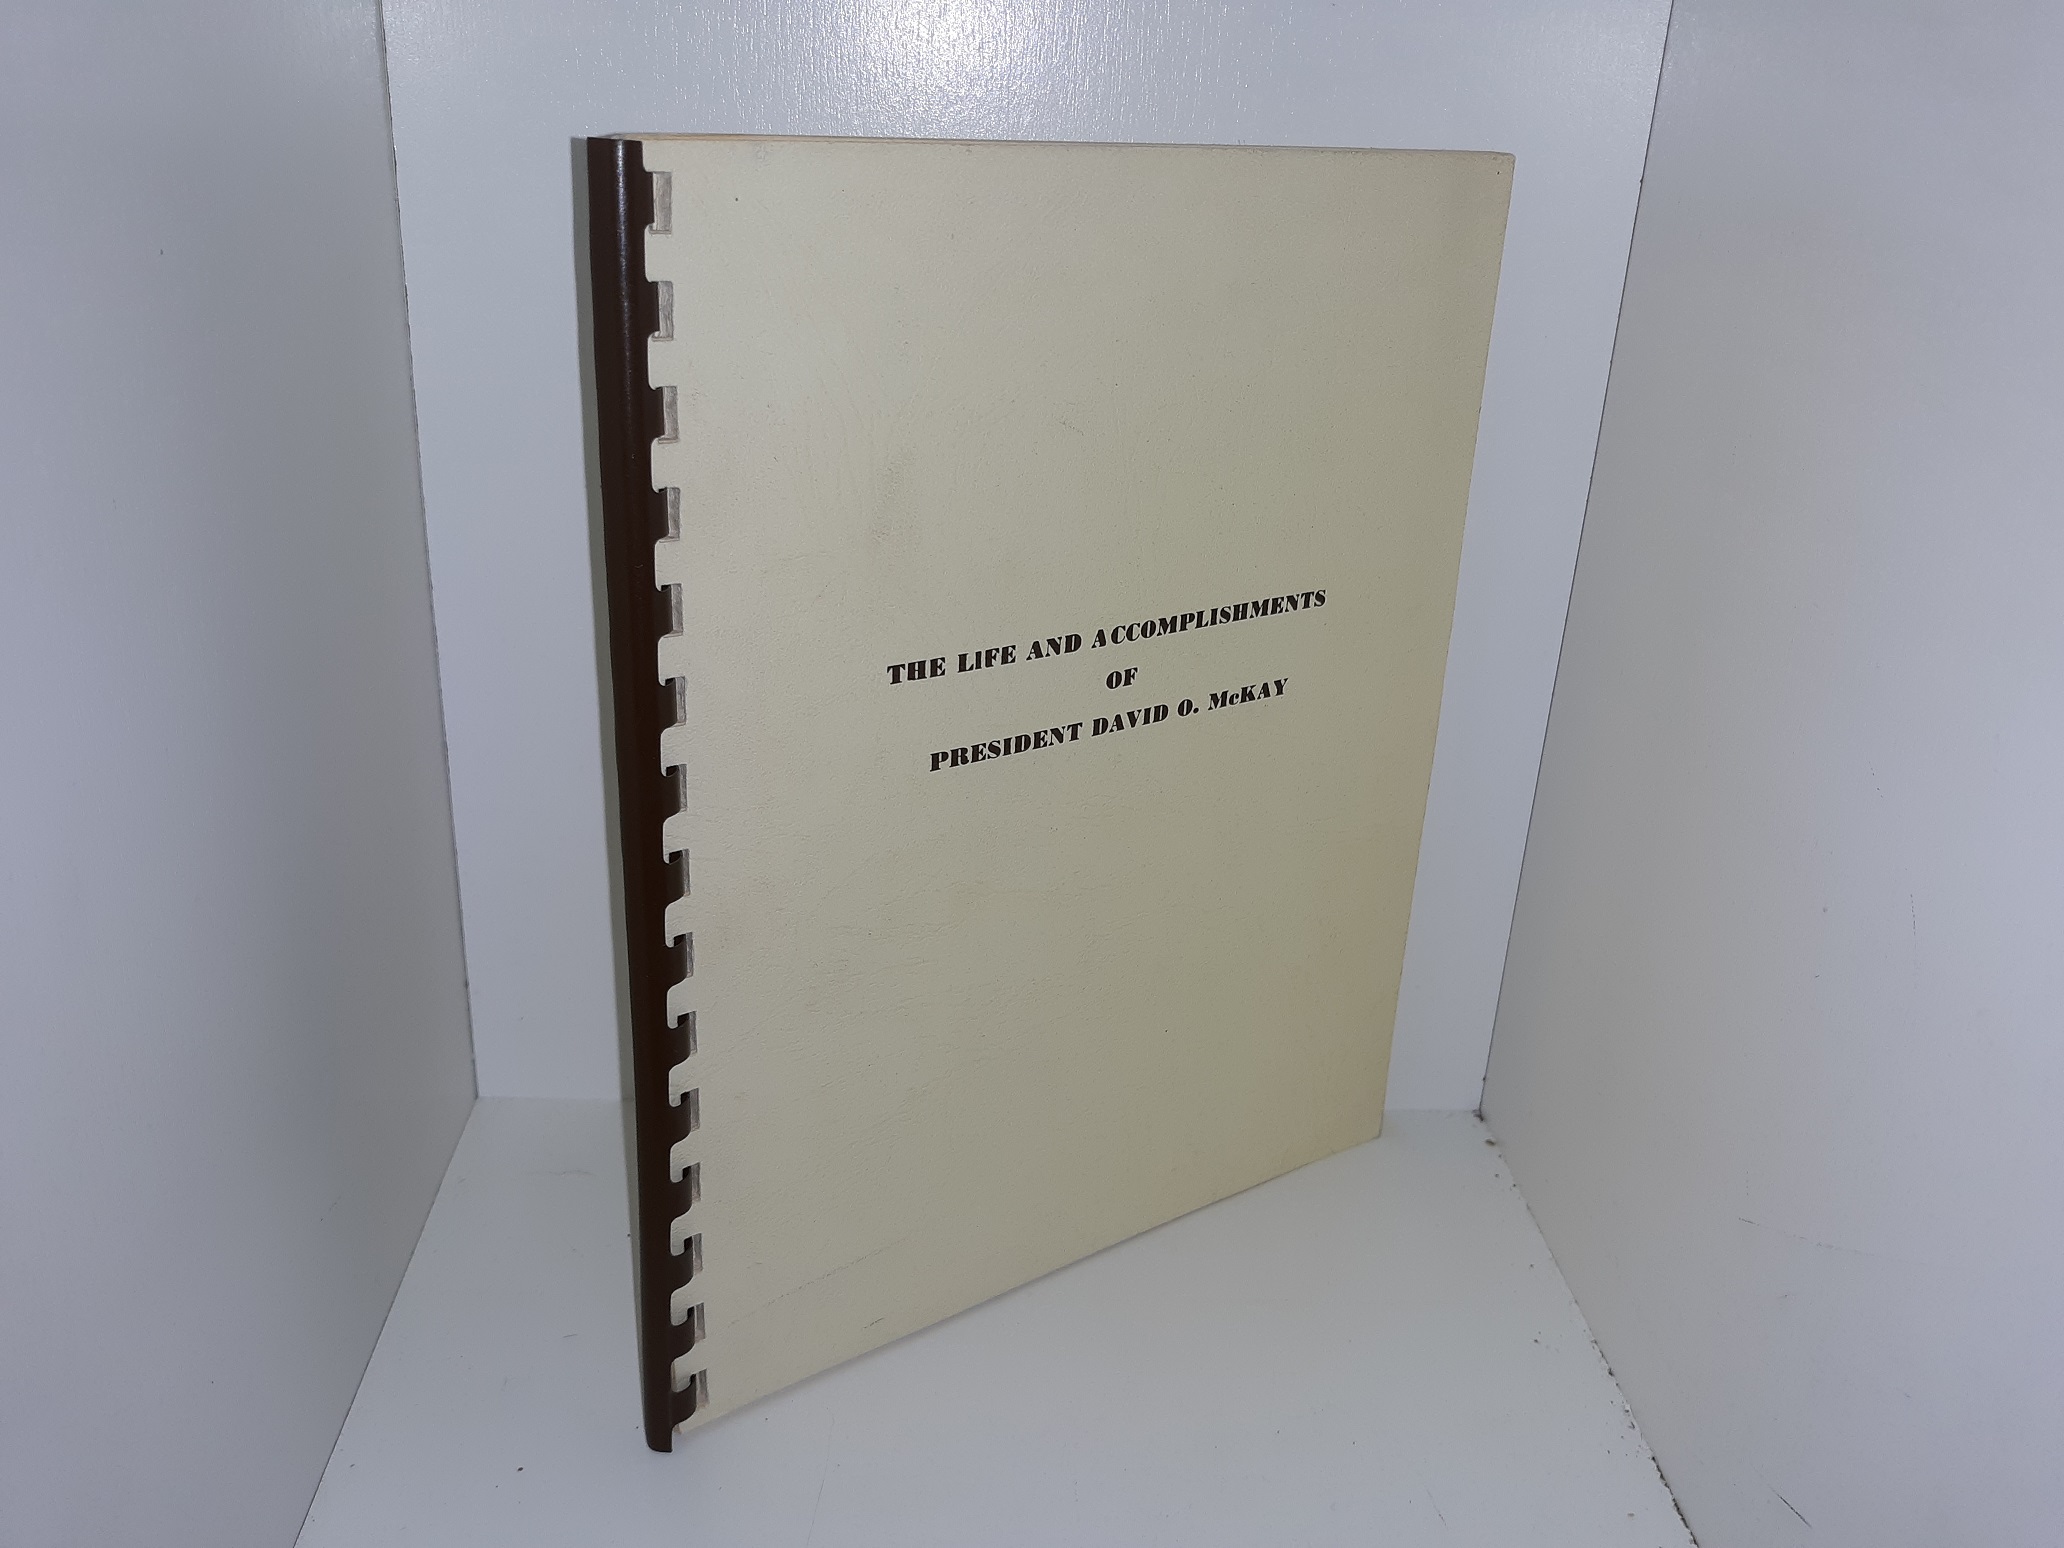 THE LIFE AND ACCOMPLISHMENTS
OF
PRESIDENT DAVID O. McKAY